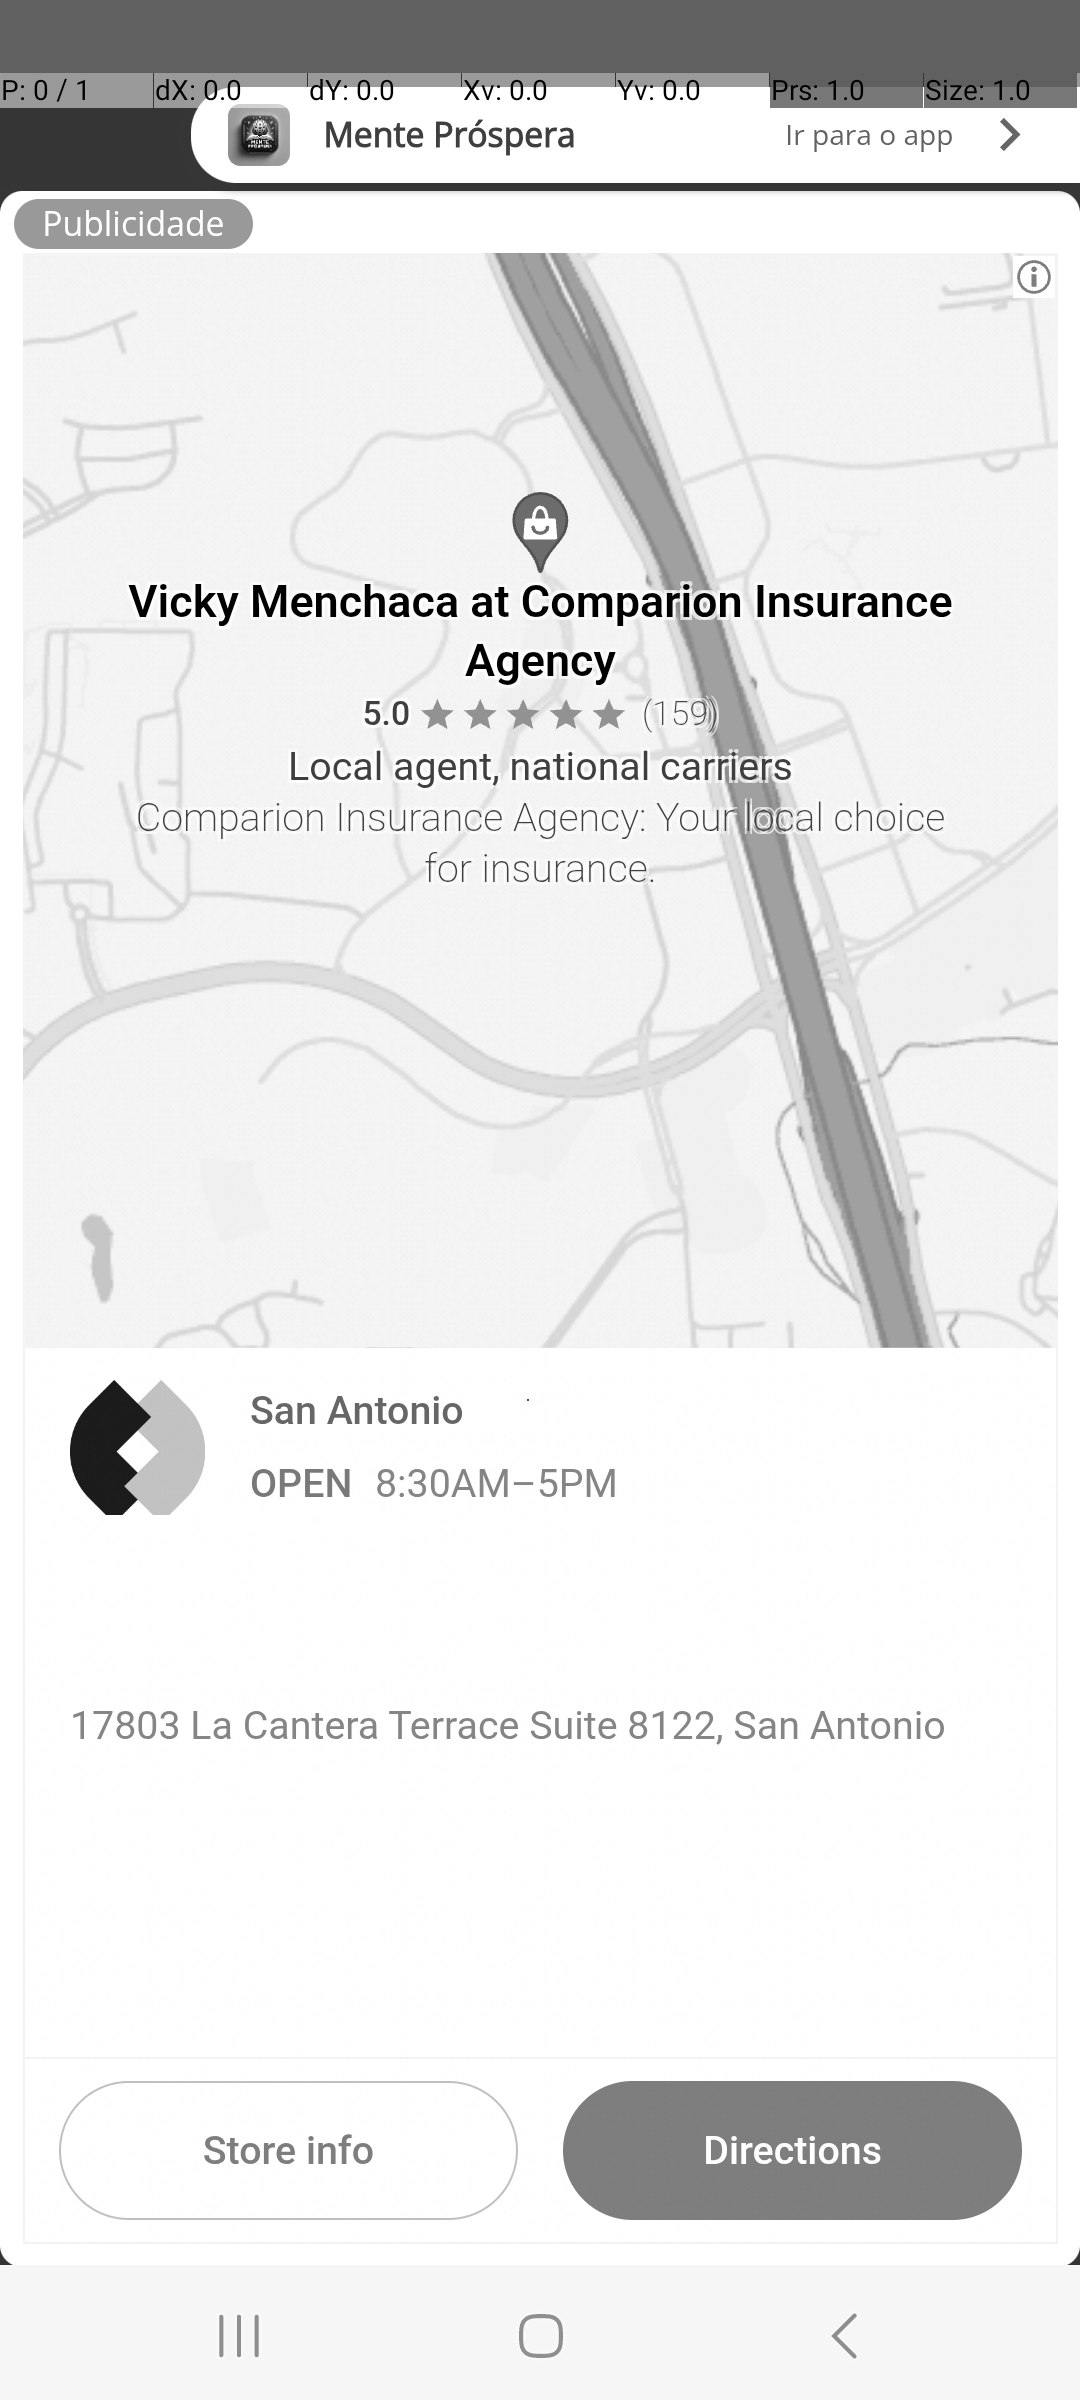 P: 0 / 1 dX: 0.0 dY: 0.0 Xv: 0.0 Yv: 0.0 Prs: 1.0 Size: 1.0
Mente Próspera Ir para o app
Publicidade
Vicky Menchaca at Comparion Insurance
Agency
5.0 (159)
Local agent, national carriers
Comparion Insurance Agency: Your local choice
for insurance.
San Antonio
OPEN 8:30AM–5PM
17803 La Cantera Terrace Suite 8122, San Antonio
Store info Directions